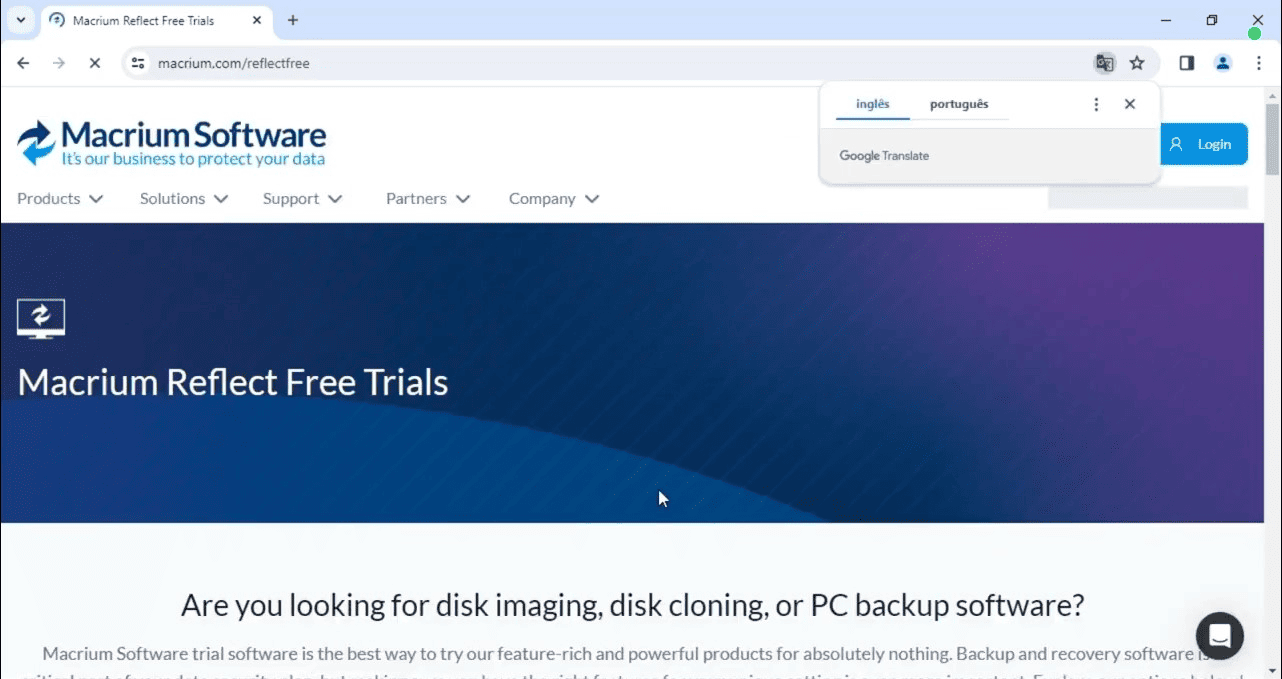 Macrium Reflect Free Trials
macrium.com/reflectfree
inglês português
Google Translate
Macrium Software
It's our business to protect your data
Login
Products Solutions Support Partners Company
Macrium Reflect Free Trials
Are you looking for disk imaging, disk cloning, or PC backup software?
Macrium Software trial software is the best way to try our feature-rich and powerful products for absolutely nothing. Backup and recovery software is